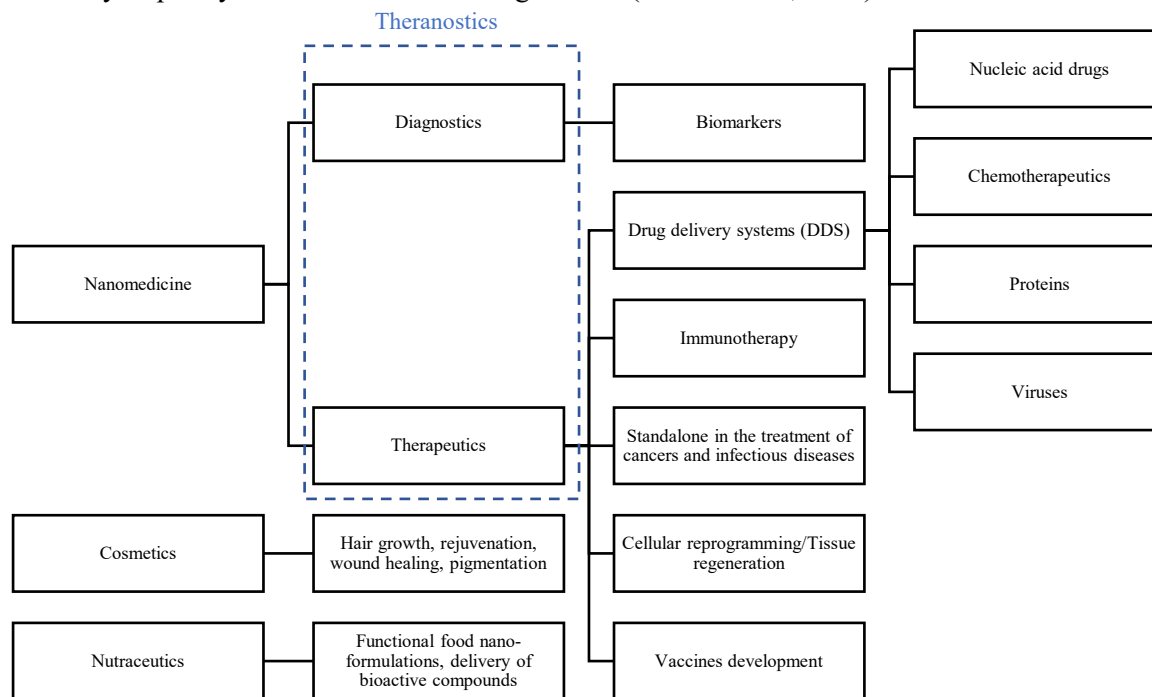 Theranostics
Nucleic acid drugs
Diagnostics
Biomarkers
Chemotherapeutics
Drug delivery systems (DDS)
Nanomedicine
Proteins
Immunotherapy
Viruses
Therapeutics
Standalone in the treatment of
cancers and infectious diseases
Cosmetics
Hair growth, rejuvenation,
wound healing, pigmentation
Cellular reprogramming/Tissue
regeneration
Nutraceutics
Functional food nano-
formulations, delivery of
bioactive compounds
Vaccines development